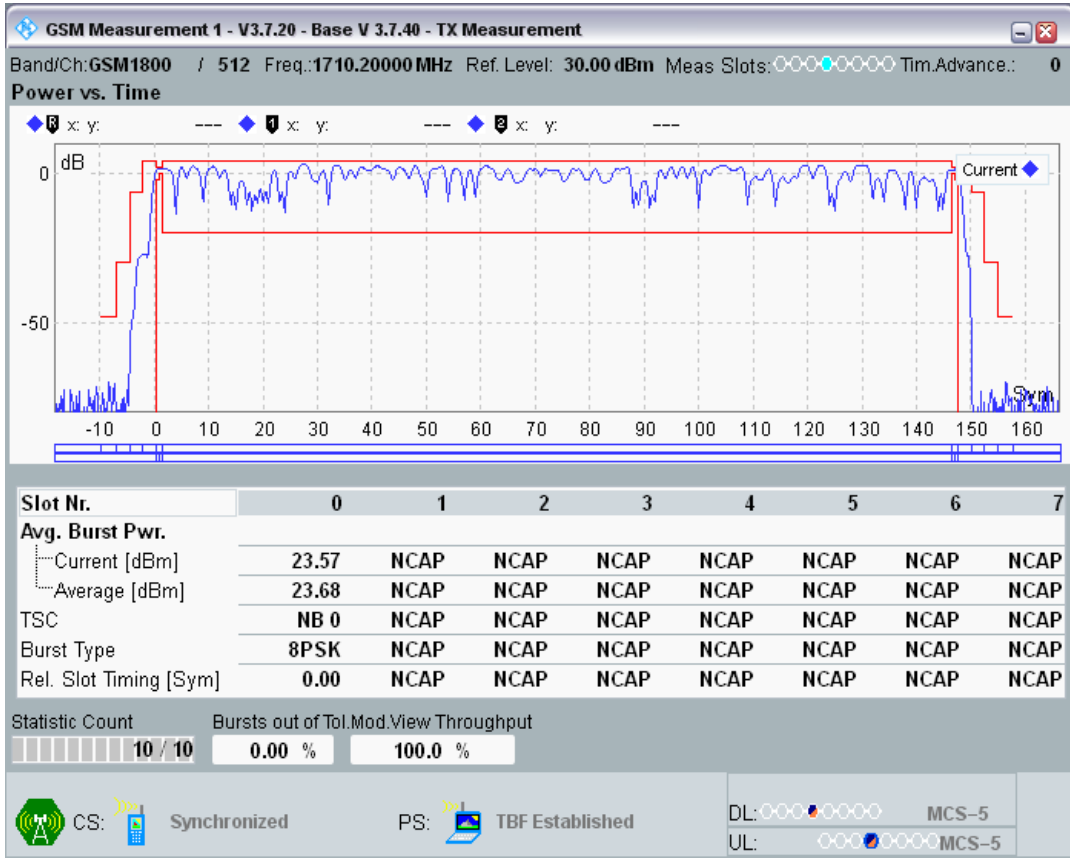 GSM Measurement 1 - V3.7.20 - Base V 3.7.40 - TX Measurement
Band/Ch:GSM1800 / 512 Freq.:1710.20000 MHz Ref. Level: 30.00 dBm Meas Slots: Tim.Advance.: 0
Power vs. Time
R x: y: --- 1 x: y: --- 2 x: y: ---
dB
Current
0
-50
Sym
-10 0 10 20 30 40 50 60 70 80 90 100 110 120 130 140 150 160
Slot Nr. 0 1 2 3 4 5 6 7
Avg. Burst Pwr.
Current [dBm] 23.57 NCAP NCAP NCAP NCAP NCAP NCAP NCAP
Average [dBm] 23.68 NCAP NCAP NCAP NCAP NCAP NCAP NCAP
TSC NB 0 NCAP NCAP NCAP NCAP NCAP NCAP NCAP
Burst Type 8PSK NCAP NCAP NCAP NCAP NCAP NCAP NCAP
Rel. Slot Timing [Sym] 0.00 NCAP NCAP NCAP NCAP NCAP NCAP NCAP
Statistic Count Bursts out of Tol.Mod.View Throughput
10 / 10 0.00 % 100.0 %
CS: Synchronized PS: TBF Established
DL: MCS-5
UL: MCS-5